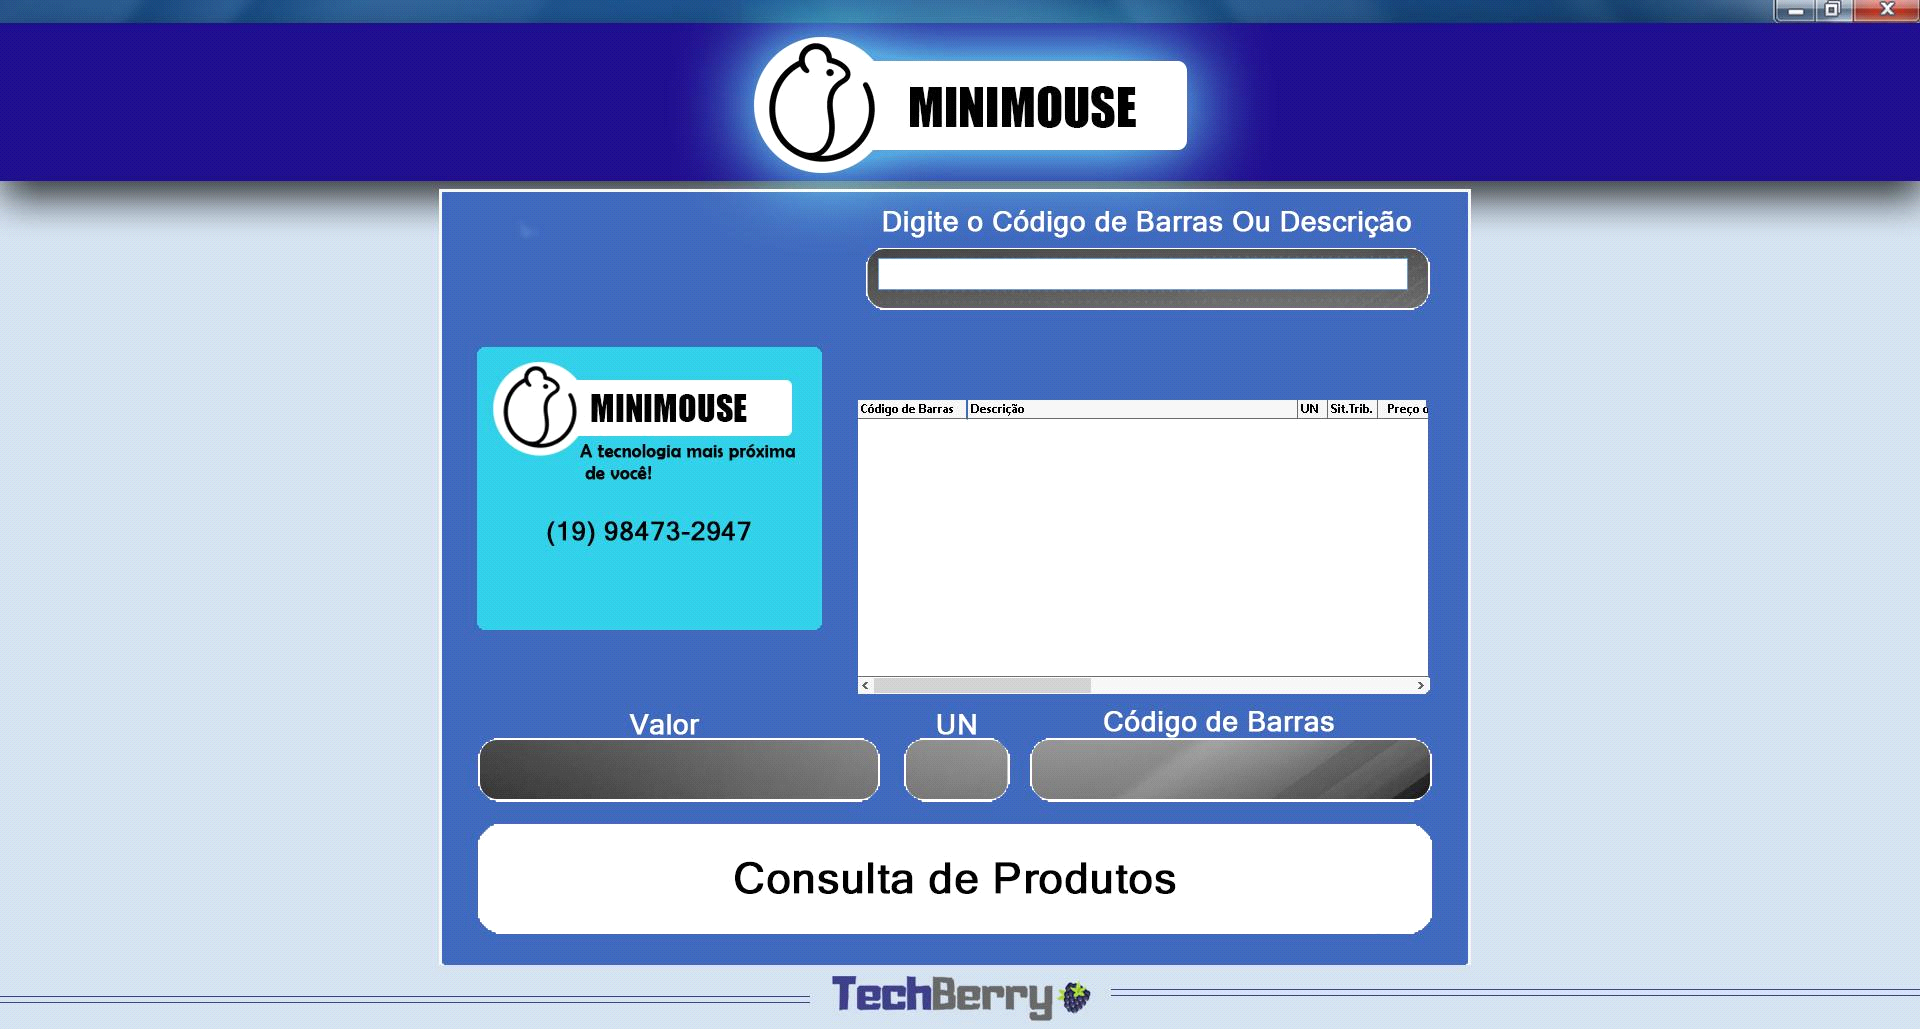 MINIMOUSE
Digite o Código de Barras Ou Descrição
MINIMOUSE
A tecnologia mais próxima
de você!
(19) 98473-2947
Código de Barras Descrição UN Sit.Trib. Preço d
Valor UN Código de Barras
Consulta de Produtos
TechBerry